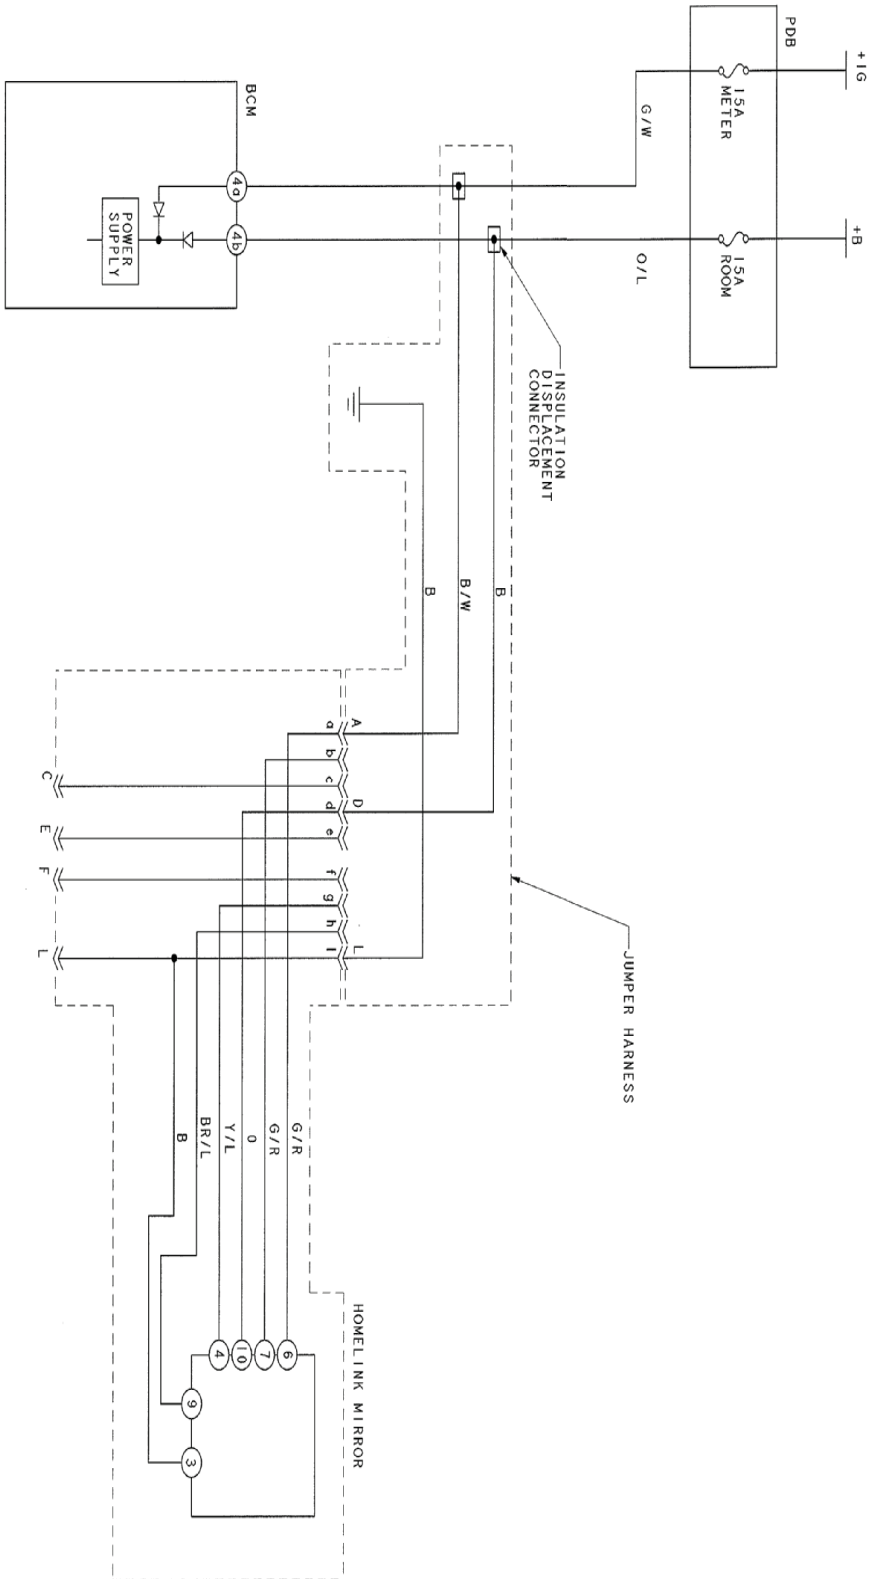 +IG
+B
PDB
15A
METER
15A
ROOM
G/W
O/L
BCM
4a
4b
POWER
SUPPLY
INSULATION
DISPLACEMENT
CONNECTOR
B
B/W
B
A
D
L
a
b
c
d
e
f
g
h
l
C
E
F
L
JUMPER HARNESS
G/R
G/R
O
Y/L
BR/L
B
HOMELINK MIRROR
6
7
10
4
9
3